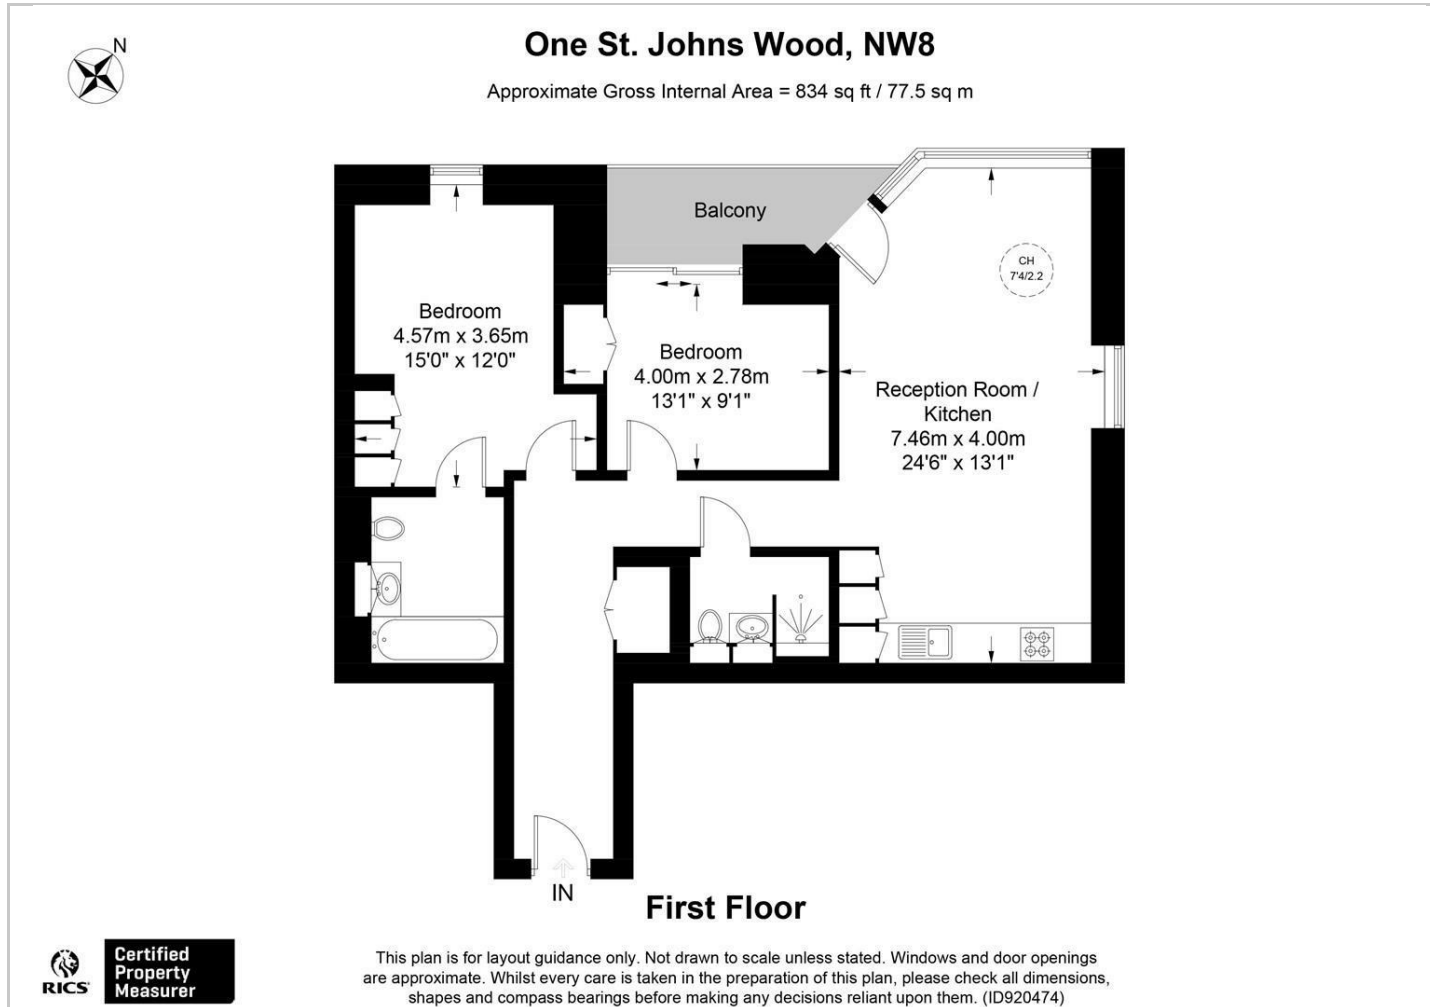 N
One St. Johns Wood, NW8
Approximate Gross Internal Area = 834 sq ft / 77.5 sq m
Balcony
CH
7'4/2.2
Bedroom
4.57m x 3.65m
15'0" x 12'0"
Bedroom
4.00m x 2.78m
13'1" x 9'1"
Reception Room /
Kitchen
7.46m x 4.00m
24'6" x 13'1"
IN
First Floor
RICS
Certified
Property
Measurer
This plan is for layout guidance only. Not drawn to scale unless stated. Windows and door openings
are approximate. Whilst every care is taken in the preparation of this plan, please check all dimensions,
shapes and compass bearings before making any decisions reliant upon them. (ID920474)